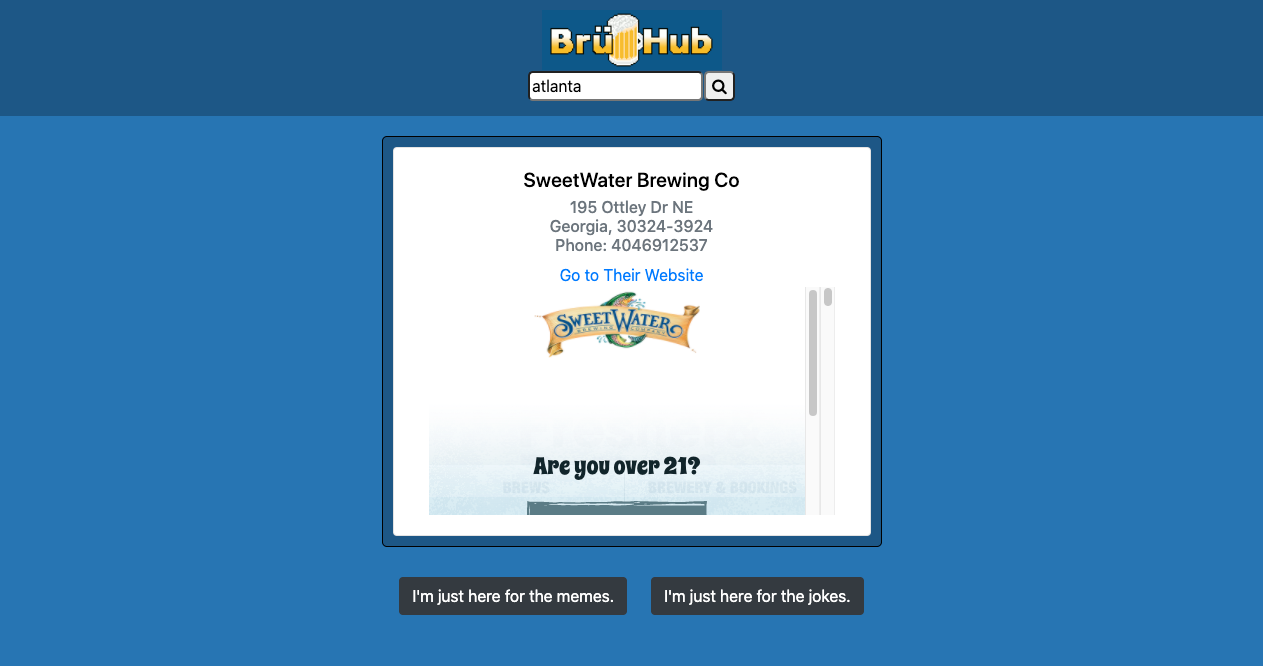 BrüHub
atlanta
SweetWater Brewing Co
195 Ottley Dr NE
Georgia, 30324-3924
Phone: 4046912537
Go to Their Website
SWEETWATER
BREWING COMPANY
Are you over 21?
BREWS
BREWERY & BOOKINGS
I'm just here for the memes.
I'm just here for the jokes.